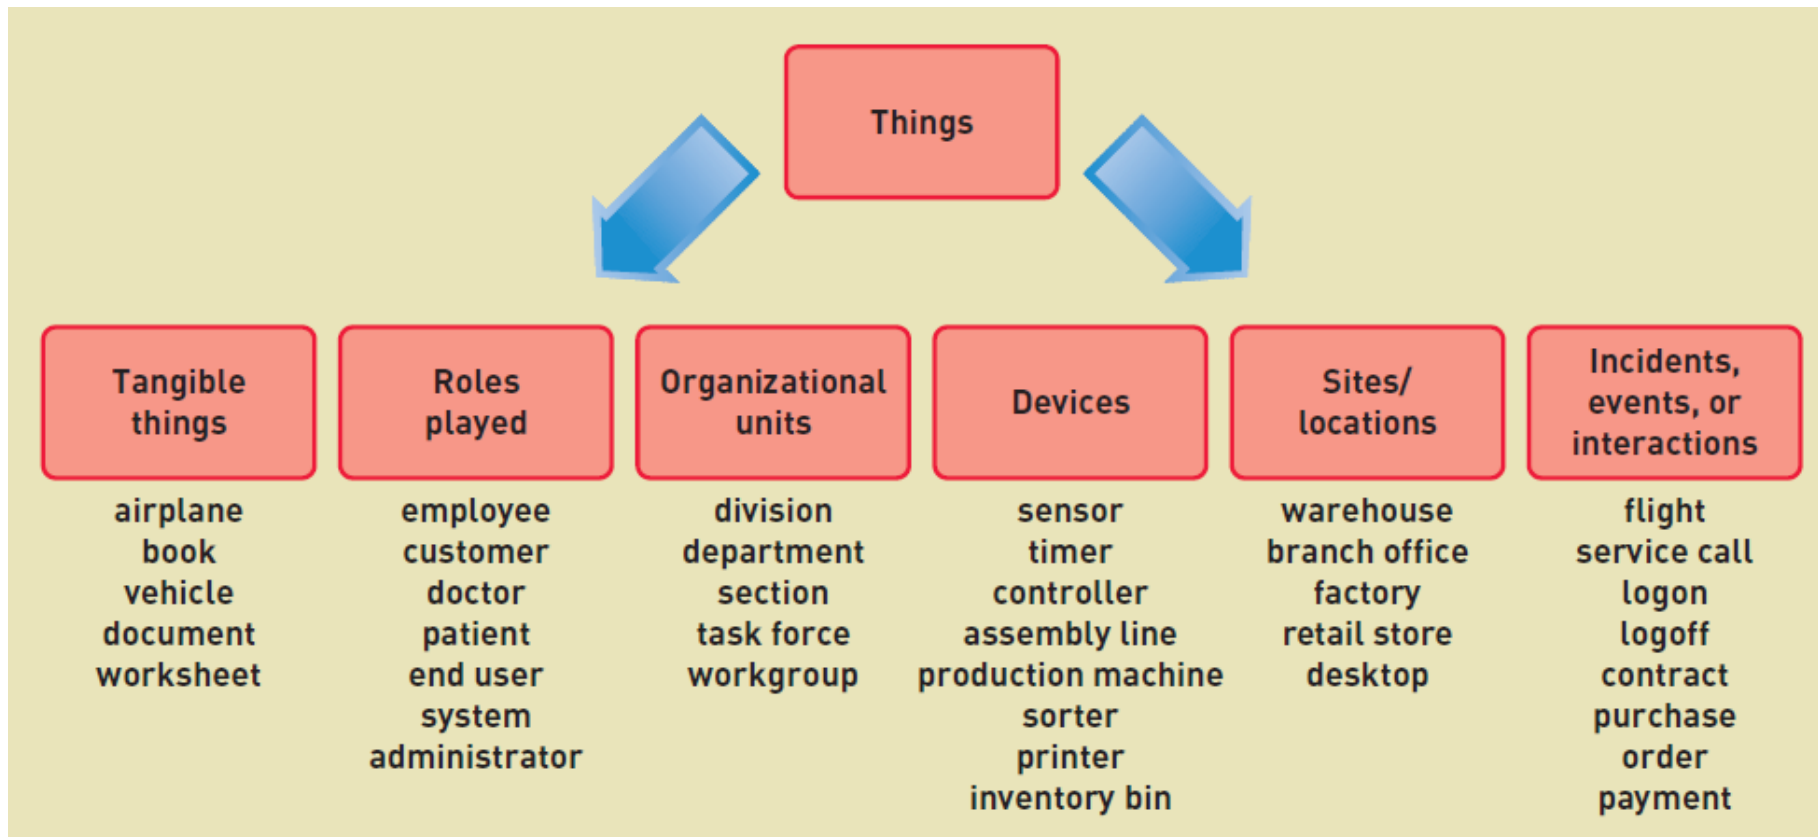 Things
Tangible
things
airplane
book
vehicle
document
worksheet
Roles
played
employee
customer
doctor
patient
end user
system
administrator
Organizational
units
division
department
section
task force
workgroup
Devices
sensor
timer
controller
assembly line
production machine
sorter
printer
inventory bin
Sites/
locations
warehouse
branch office
factory
retail store
desktop
Incidents,
events, or
interactions
flight
service call
logon
logoff
contract
purchase
order
payment